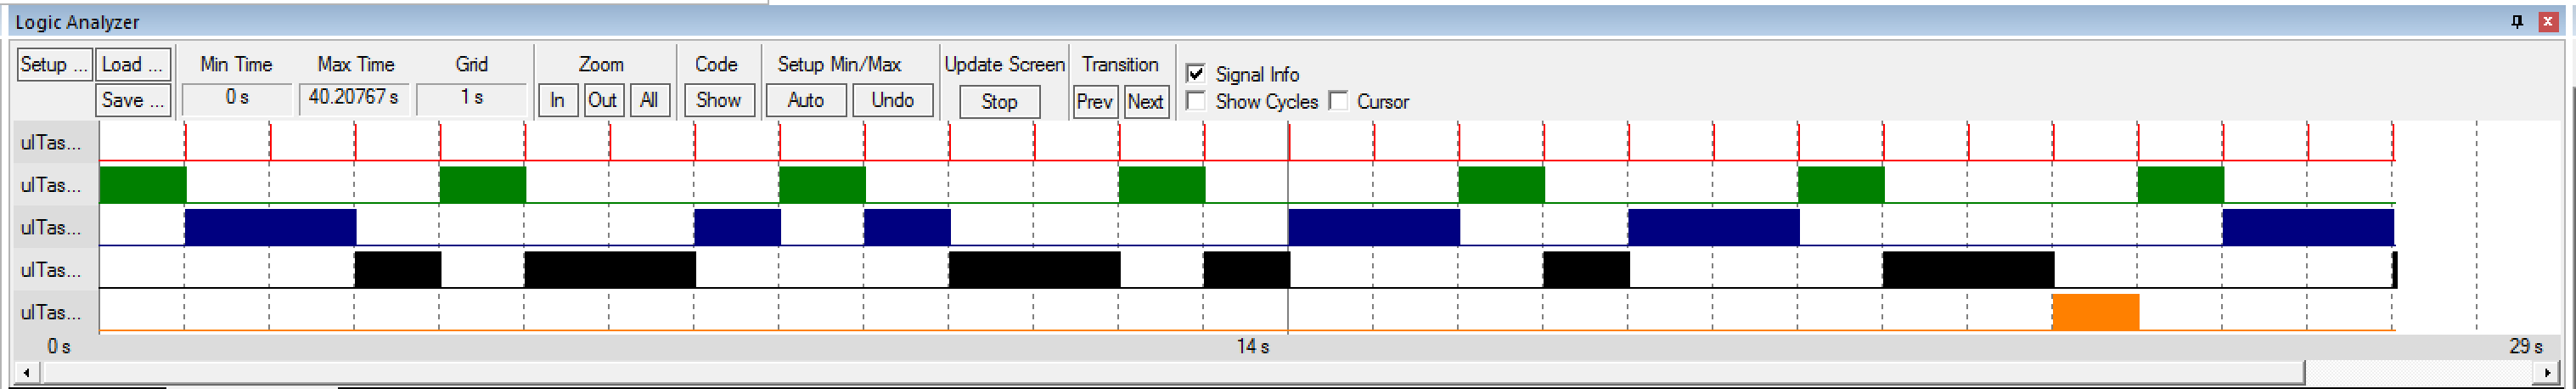 Logic Analyzer
Setup ... Load ... Min Time Max Time Grid Zoom Code Setup Min/Max Update Screen Transition Signal Info
Save ... 0 s 40.20767 s 1 s In Out All Show Auto Undo Stop Prev Next Show Cycles Cursor
ulTas...
ulTas...
ulTas...
ulTas...
ulTas...
0 s 14 s 29 s